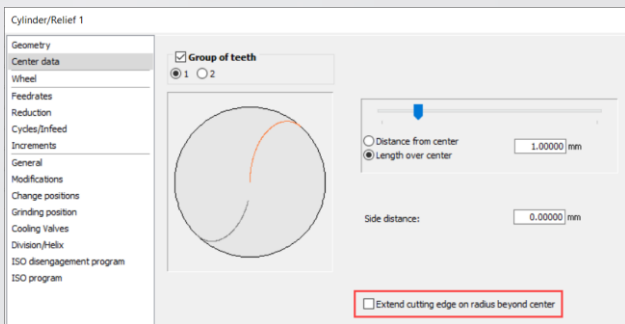 Cylinder/Relief 1
Geometry
Center data
Wheel
Feedrates
Reduction
Cycles/Infeed
Increments
General
Modifications
Change positions
Grinding position
Cooling Valves
Division/Helix
ISO disengagement program
ISO program
Group of teeth
1 2
Distance from center
Length over center
1.00000 mm
Side distance: 0.00000 mm
Extend cutting edge on radius beyond center